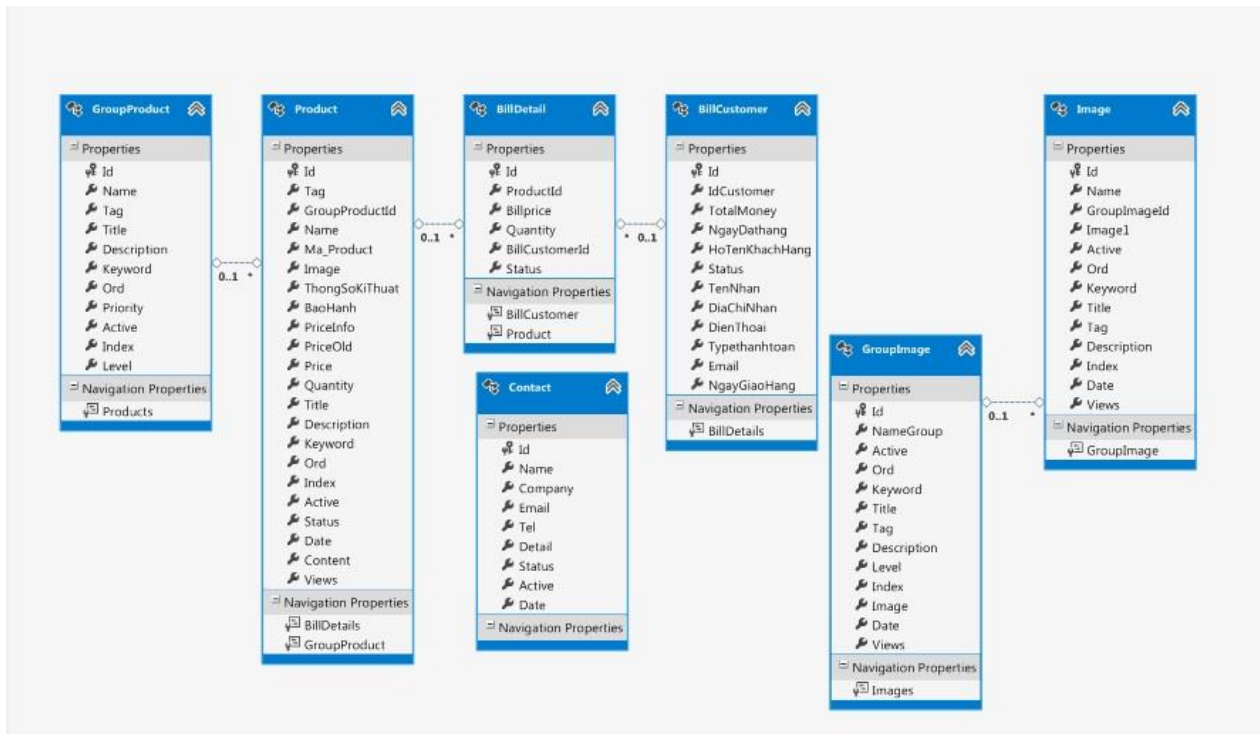 GroupProduct
Properties
Id
Name
Tag
Title
Description
Keyword
Ord
Priority
Active
Index
Level
Navigation Properties
Products
0..1 *
Product
Properties
Id
Tag
GroupProductId
Name
Ma_Product
Image
ThongSoKiThuat
BaoHanh
PriceInfo
PriceOld
Price
Quantity
Title
Description
Keyword
Ord
Index
Active
Status
Date
Content
Views
Navigation Properties
BillDetails
GroupProduct
0..1 *
BillDetail
Properties
Id
ProductId
Billprice
Quantity
BillCustomerId
Status
Navigation Properties
BillCustomer
Product
* 0..1
Contact
Properties
Id
Name
Company
Email
Tel
Detail
Status
Active
Date
Navigation Properties
BillCustomer
Properties
Id
IdCustomer
TotalMoney
NgayDathang
HoTenKhachHang
Status
TenNhan
DiaChiNhan
DienThoai
Typethanhtoan
Email
NgayGiaoHang
Navigation Properties
BillDetails
GroupImage
Properties
Id
NameGroup
Active
Ord
Keyword
Title
Tag
Description
Level
Index
Image
Date
Views
Navigation Properties
Images
0..1 *
Image
Properties
Id
Name
GroupImageId
Image1
Active
Ord
Keyword
Title
Tag
Description
Index
Date
Views
Navigation Properties
GroupImage